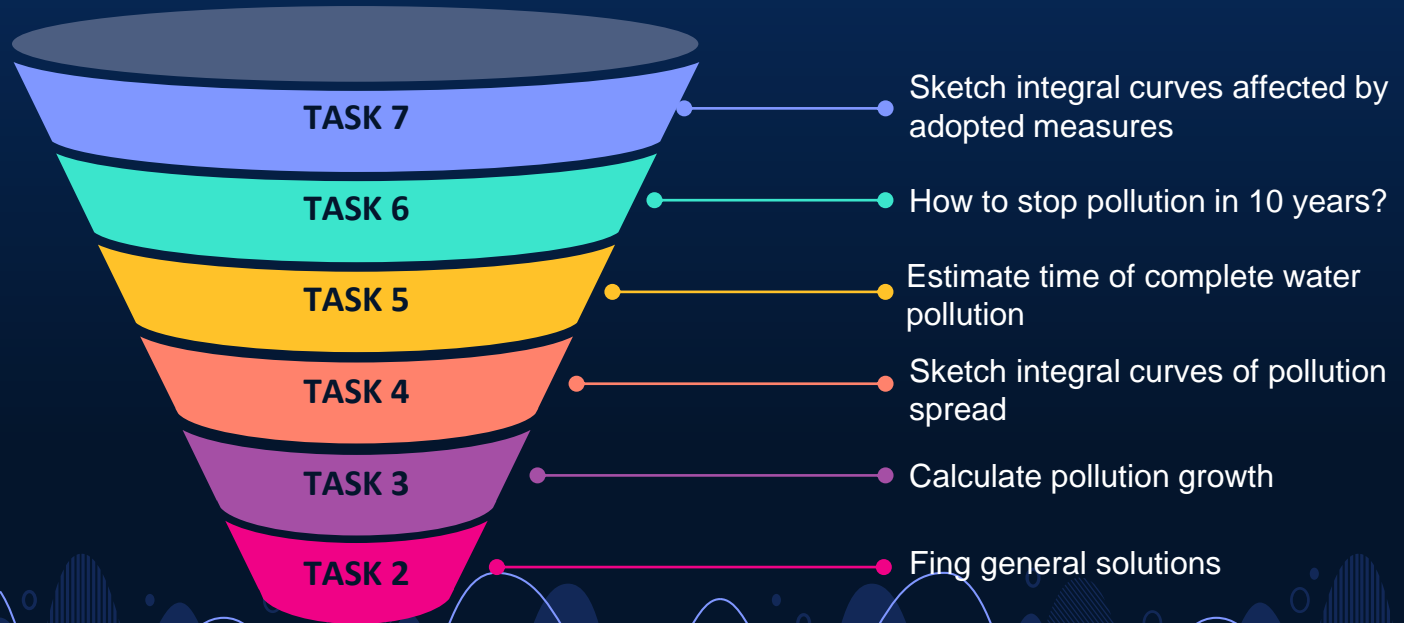 TASK 7
Sketch integral curves affected by
adopted measures
TASK 6
How to stop pollution in 10 years?
TASK 5
Estimate time of complete water
pollution
TASK 4
Sketch integral curves of pollution
spread
TASK 3
Calculate pollution growth
TASK 2
Fing general solutions